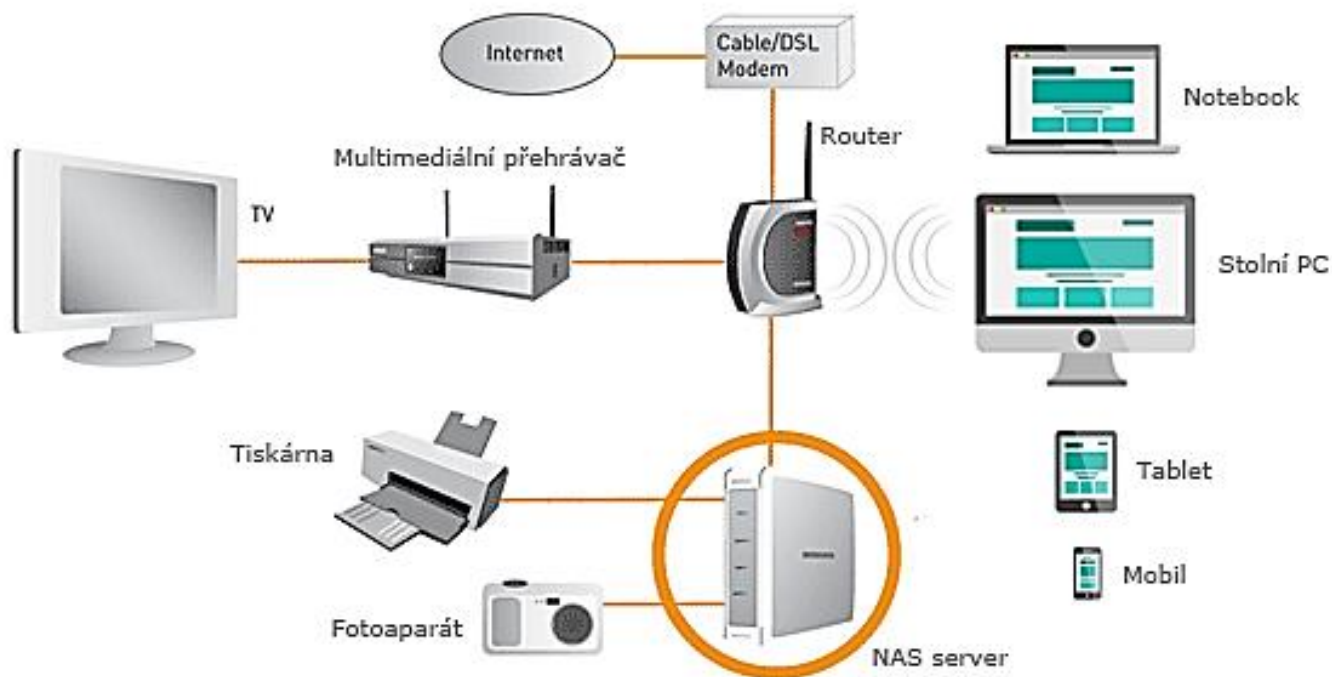 Internet
Cable/DSL
Modem
Notebook
Router
Multimediální přehrávač
TV
Stolní PC
Tiskárna
Tablet
Mobil
Fotoaparát
NAS server